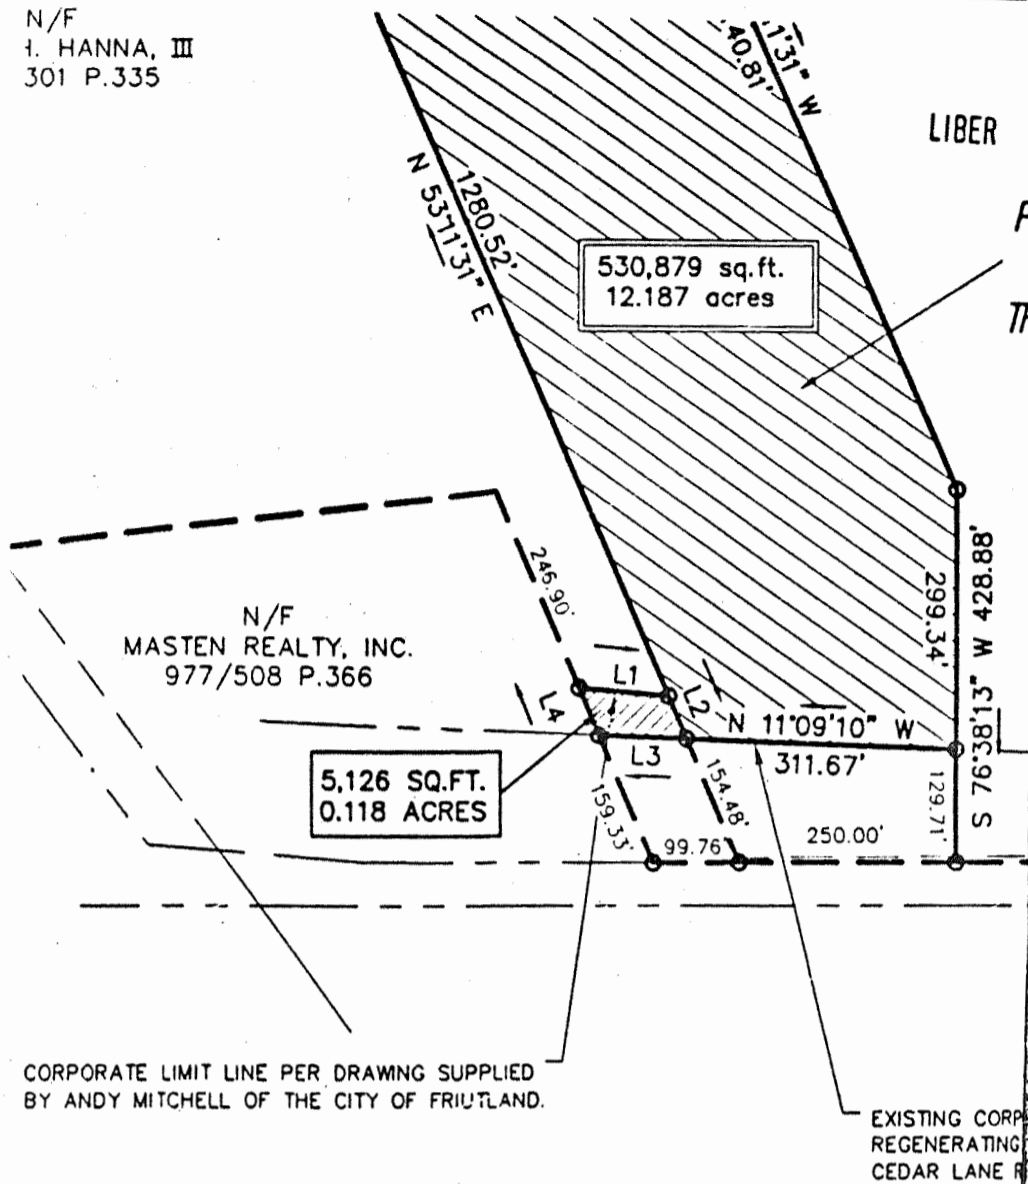 N/F
H. HANNA, III
301 P.335
1'31" W
40.81'
LIBER
N 53°11'31" E
1280.52'
530,879 sq.ft.
12.187 acres
246.90'
299.34'
S 76°38'13" W 428.88'
N/F
MASTEN REALTY, INC.
977/508 P.366
L1
L2
L4
L3
N 11°09'10" W
311.67'
5,126 SQ.FT.
0.118 ACRES
159.33'
154.48'
99.76
250.00'
129.71'
CORPORATE LIMIT LINE PER DRAWING SUPPLIED
BY ANDY MITCHELL OF THE CITY OF FRIUTLAND.
EXISTING CORP
REGENERATING
CEDAR LANE